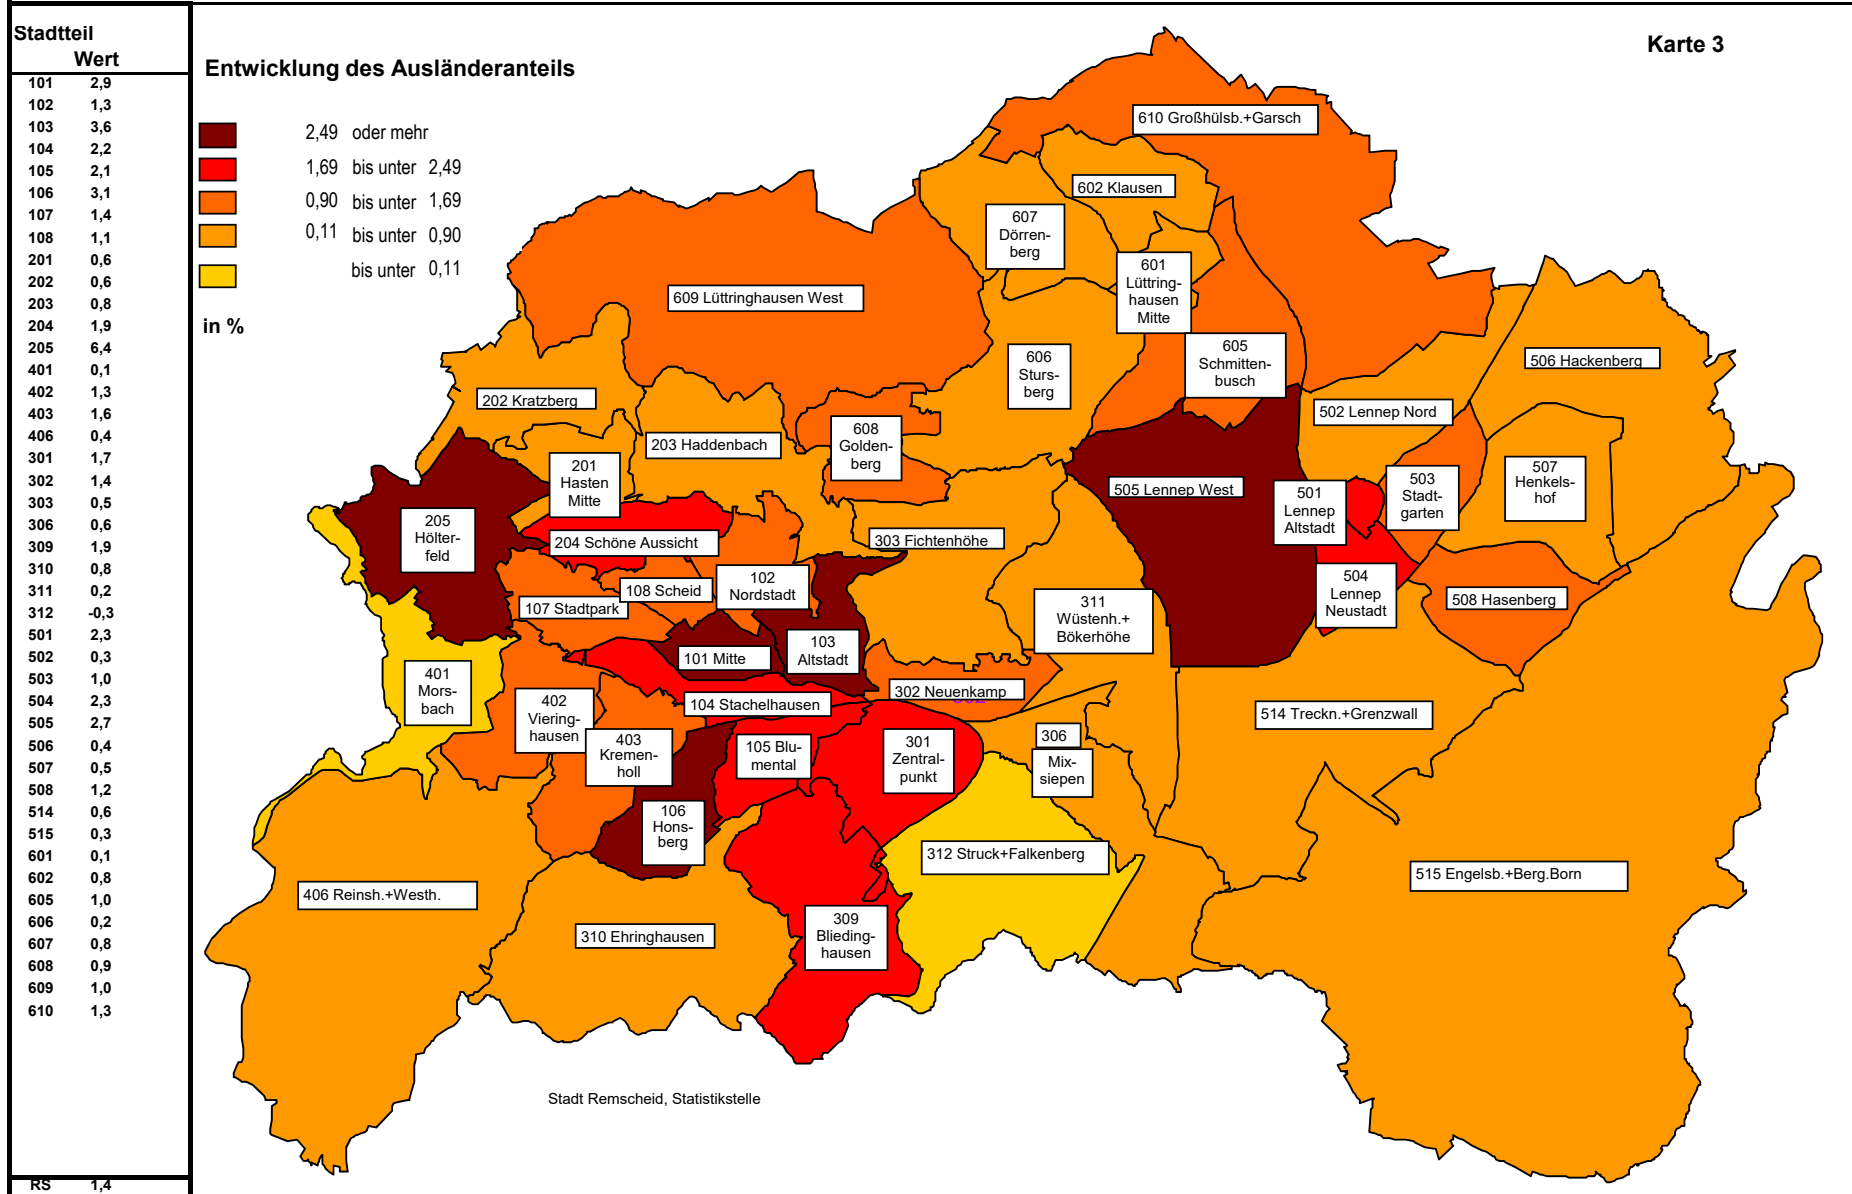 Stadtteil
Wert
101 2,9
102 1,3
103 3,6
104 2,2
105 2,1
106 3,1
107 1,4
108 1,1
201 0,6
202 0,6
203 0,8
204 1,9
205 6,4
401 0,1
402 1,3
403 1,6
406 0,4
301 1,7
302 1,4
303 0,5
306 0,6
309 1,9
310 0,8
311 0,2
312 -0,3
501 2,3
502 0,3
503 1,0
504 2,3
505 2,7
506 0,4
507 0,5
508 1,2
514 0,6
515 0,3
601 0,1
602 0,8
605 1,0
606 0,2
607 0,8
608 0,9
609 1,0
610 1,3
RS 1,4
Karte 3
Entwicklung des Ausländeranteils
2,49 oder mehr
1,69 bis unter 2,49
0,90 bis unter 1,69
0,11 bis unter 0,90
bis unter 0,11
in %
610 Großhülsb.+Garsch
602 Klausen
607
Dörren-
berg
601
Lüttring-
hausen
Mitte
609 Lüttringhausen West
605
Schmitten-
busch
606
Sturs-
berg
506 Hackenberg
202 Kratzberg
502 Lennep Nord
203 Haddenbach
608
Golden-
berg
201
Hasten
Mitte
505 Lennep West
501
Lennep
Altstadt
503
Stadt-
garten
507
Henkels-
hof
205
Hölter-
feld
204 Schöne Aussicht
303 Fichtenhöhe
102
Nordstadt
108 Scheid
107 Stadtpark
504
Lennep
Neustadt
508 Hasenberg
311
Wüstenh.+
Bökerhöhe
103
Altstadt
101 Mitte
401
Mors-
bach
302 Neuenkamp
402
Viering-
hausen
104 Stachelhausen
514 Treckn.+Grenzwall
403
Kremen-
holl
105 Blu-
mental
301
Zentral-
punkt
306
Mix-
siepen
106
Hons-
berg
312 Struck+Falkenberg
515 Engelsb.+Berg.Born
406 Reinsh.+Westh.
310 Ehringhausen
309
Blieding-
hausen
Stadt Remscheid, Statistikstelle